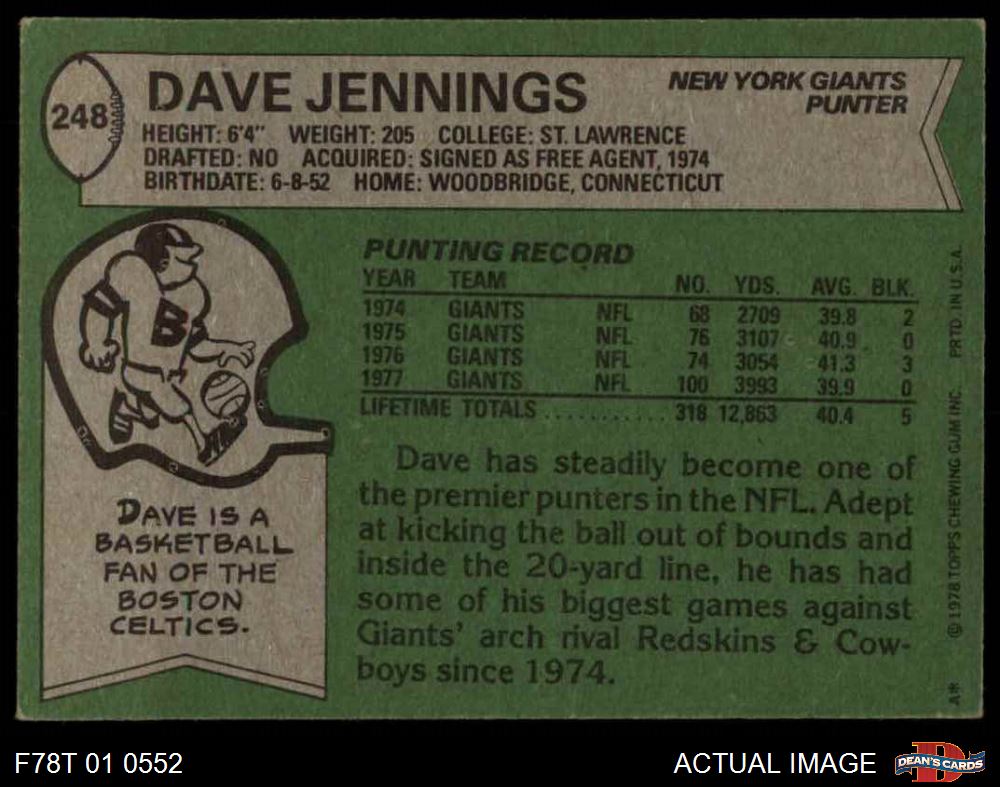 248
DAVE JENNINGS
NEW YORK GIANTS
PUNTER
HEIGHT: 6'4" WEIGHT: 205 COLLEGE: ST. LAWRENCE
DRAFTED: NO ACQUIRED: SIGNED AS FREE AGENT, 1974
BIRTHDATE: 6-8-52 HOME: WOODBRIDGE, CONNECTICUT
B
DAVE IS A
BASKETBALL
FAN OF THE
BOSTON
CELTICS.
PUNTING RECORD
YEAR TEAM NO. YDS. AVG. BLK.
1974 GIANTS NFL 68 2709 39.8 2
1975 GIANTS NFL 76 3107 40.9 0
1976 GIANTS NFL 74 3054 41.3 3
1977 GIANTS NFL 100 3993 39.9 0
LIFETIME TOTALS .......... 318 12,863 40.4 5
Dave has steadily become one of
the premier punters in the NFL. Adept
at kicking the ball out of bounds and
inside the 20-yard line, he has had
some of his biggest games against
Giants' arch rival Redskins & Cow-
boys since 1974.
A* © 1978 TOPPS CHEWING GUM INC. PRTD. IN U.S.A.
F78T 01 0552
ACTUAL IMAGE
DEAN'S CARDS